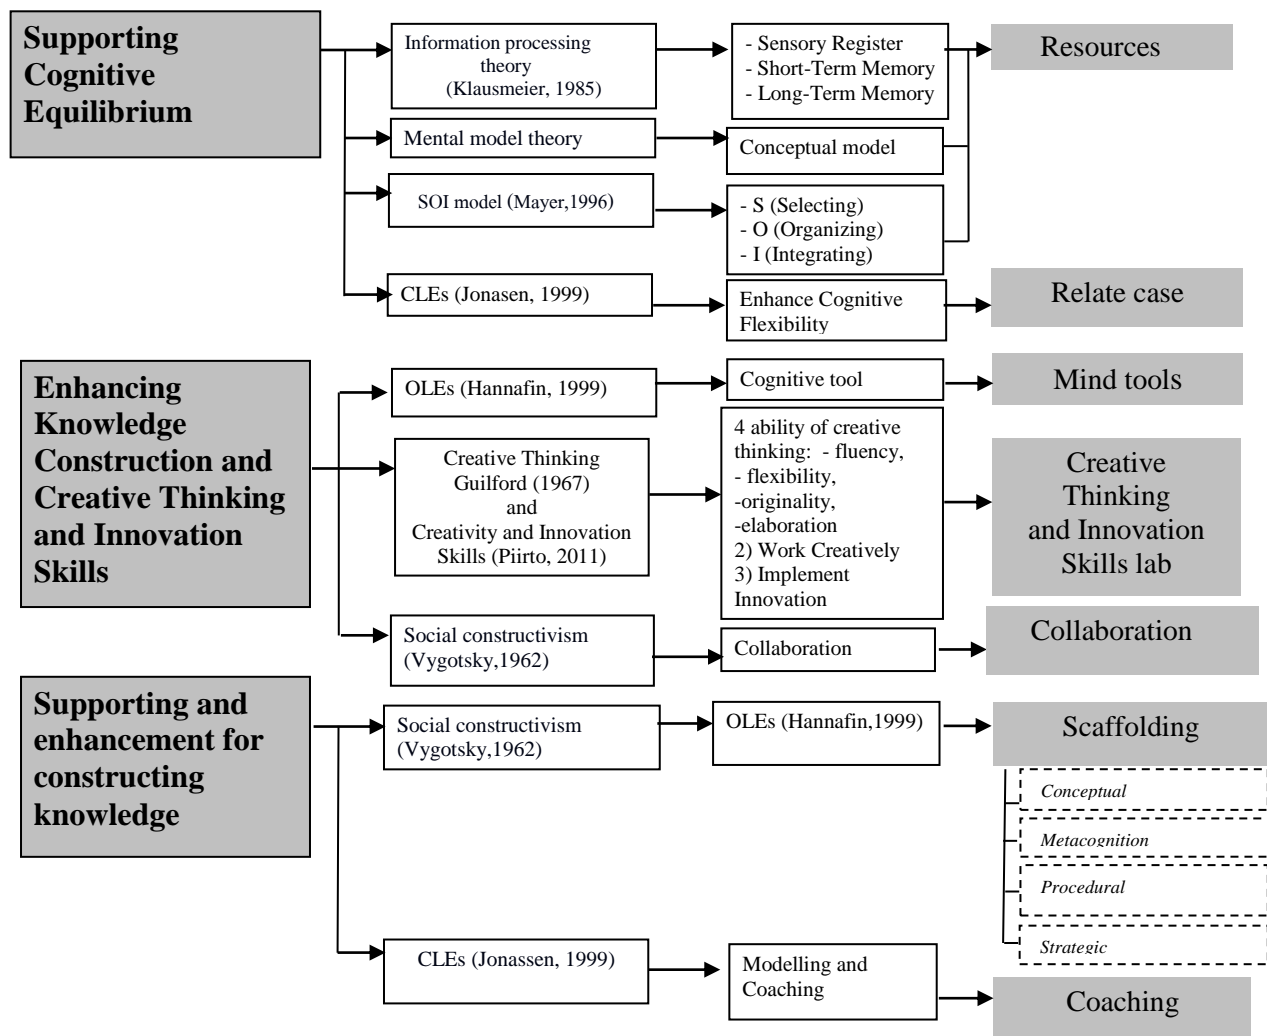 Supporting
Cognitive
Equilibrium
Information processing
theory
(Klausmeier, 1985)
- Sensory Register
- Short-Term Memory
- Long-Term Memory
Resources
Mental model theory
Conceptual model
SOI model (Mayer,1996)
- S (Selecting)
- O (Organizing)
- I (Integrating)
CLEs (Jonasen, 1999)
Enhance Cognitive
Flexibility
Relate case
Enhancing
Knowledge
Construction and
Creative Thinking
and Innovation
Skills
OLEs (Hannafin, 1999)
Cognitive tool
Mind tools
Creative Thinking
Guilford (1967)
and
Creativity and Innovation
Skills (Piirto, 2011)
4 ability of creative
thinking: - fluency,
- flexibility,
-originality,
-elaboration
2) Work Creatively
3) Implement
Innovation
Creative
Thinking
and Innovation
Skills lab
Social constructivism
(Vygotsky,1962)
Collaboration
Collaboration
Supporting and
enhancement for
constructing
knowledge
Social constructivism
(Vygotsky,1962)
OLEs (Hannafin,1999)
Scaffolding
Conceptual
Metacognition
Procedural
Strategic
CLEs (Jonassen, 1999)
Modelling and
Coaching
Coaching